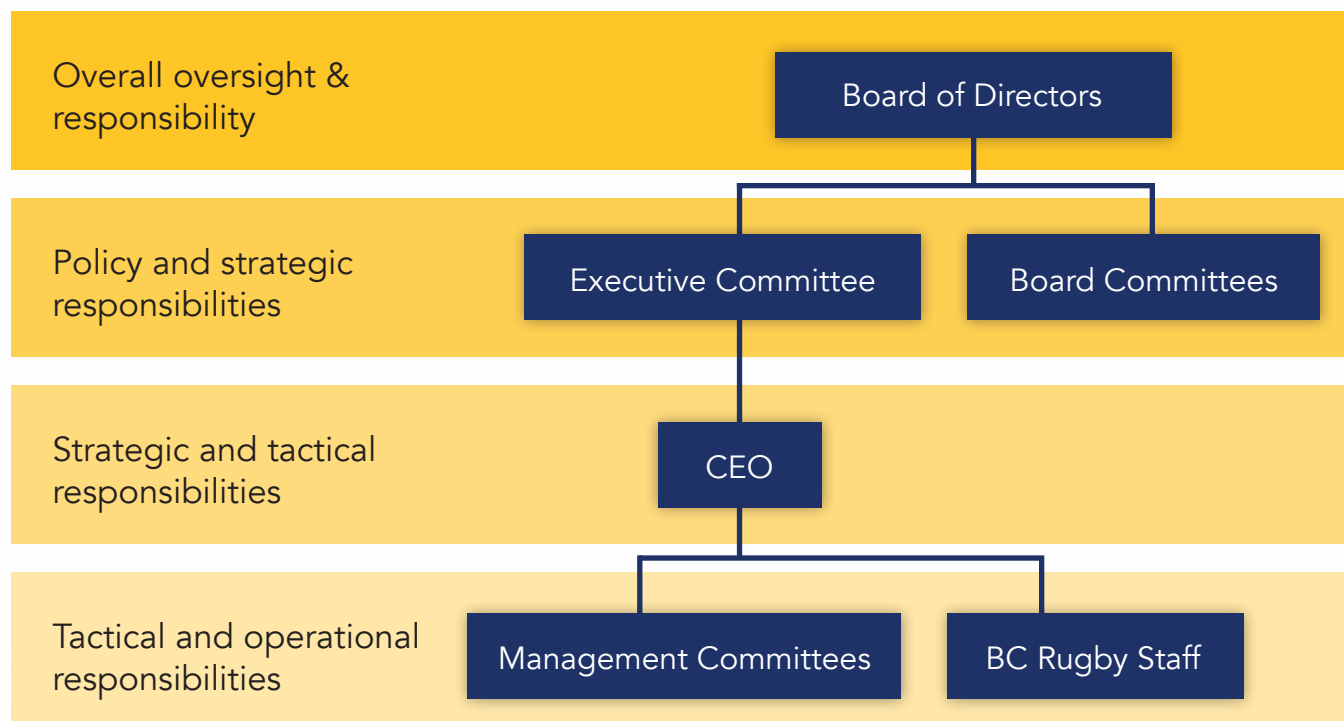 Overall oversight &
responsibility
Board of Directors
Policy and strategic
responsibilities
Executive Committee
Board Committees
Strategic and tactical
responsibilities
CEO
Tactical and operational
responsibilities
Management Committees
BC Rugby Staff